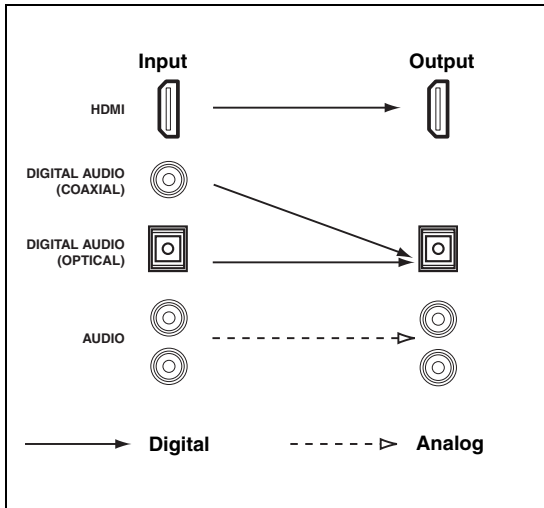 Input Output
HDMI
DIGITAL AUDIO
(COAXIAL)
DIGITAL AUDIO
(OPTICAL)
AUDIO
Digital Analog